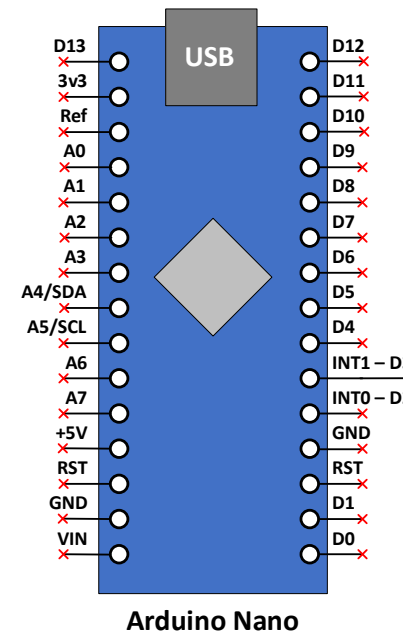 USB
D13
3v3
Ref
A0
A1
A2
A3
A4/SDA
A5/SCL
A6
A7
+5V
RST
GND
VIN
D12
D11
D10
D9
D8
D7
D6
D5
D4
INT1 – D
INT0 – D
GND
RST
D1
D0
Arduino Nano